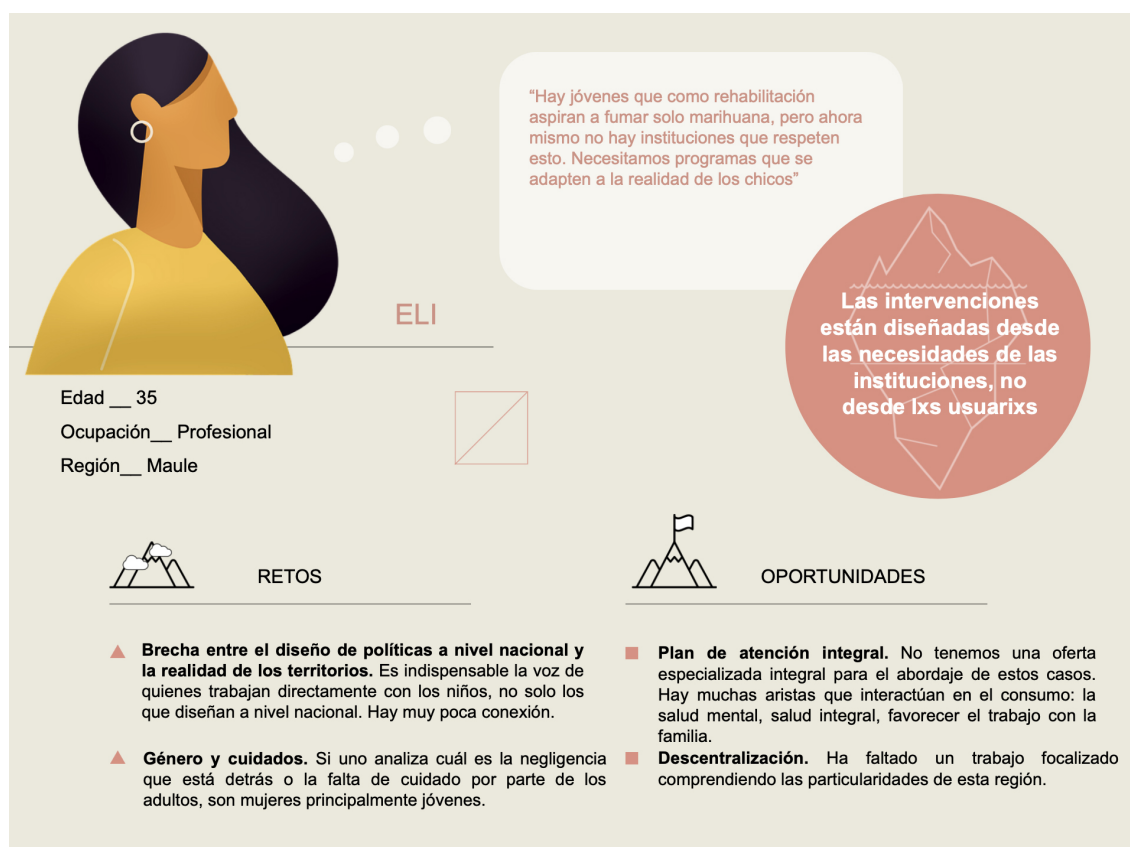 “Hay jóvenes que como rehabilitación
aspiran a fumar solo marihuana, pero ahora
mismo no hay instituciones que respeten
esto. Necesitamos programas que se
adapten a la realidad de los chicos”
Las intervenciones
están diseñadas desde
las necesidades de las
instituciones, no
desde lxs usuarixs
ELI
Edad __ 35
Ocupación__ Profesional
Región__ Maule
RETOS
Brecha entre el diseño de políticas a nivel nacional y
la realidad de los territorios. Es indispensable la voz de
quienes trabajan directamente con los niños, no solo los
que diseñan a nivel nacional. Hay muy poca conexión.
Género y cuidados. Si uno analiza cuál es la negligencia
que está detrás o la falta de cuidado por parte de los
adultos, son mujeres principalmente jóvenes.
OPORTUNIDADES
Plan de atención integral. No tenemos una oferta
especializada integral para el abordaje de estos casos.
Hay muchas aristas que interactúan en el consumo: la
salud mental, salud integral, favorecer el trabajo con la
familia.
Descentralización. Ha faltado un trabajo focalizado
comprendiendo las particularidades de esta región.